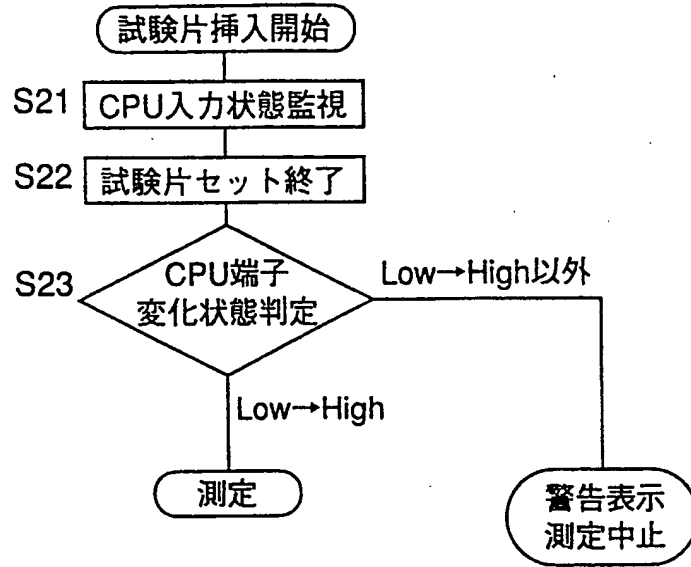 試験片挿入開始
S21 CPU入力状態監視
S22 試験片セット終了
S23 CPU端子
変化状態判定
Low→High以外
Low→High
測定
警告表示
測定中止